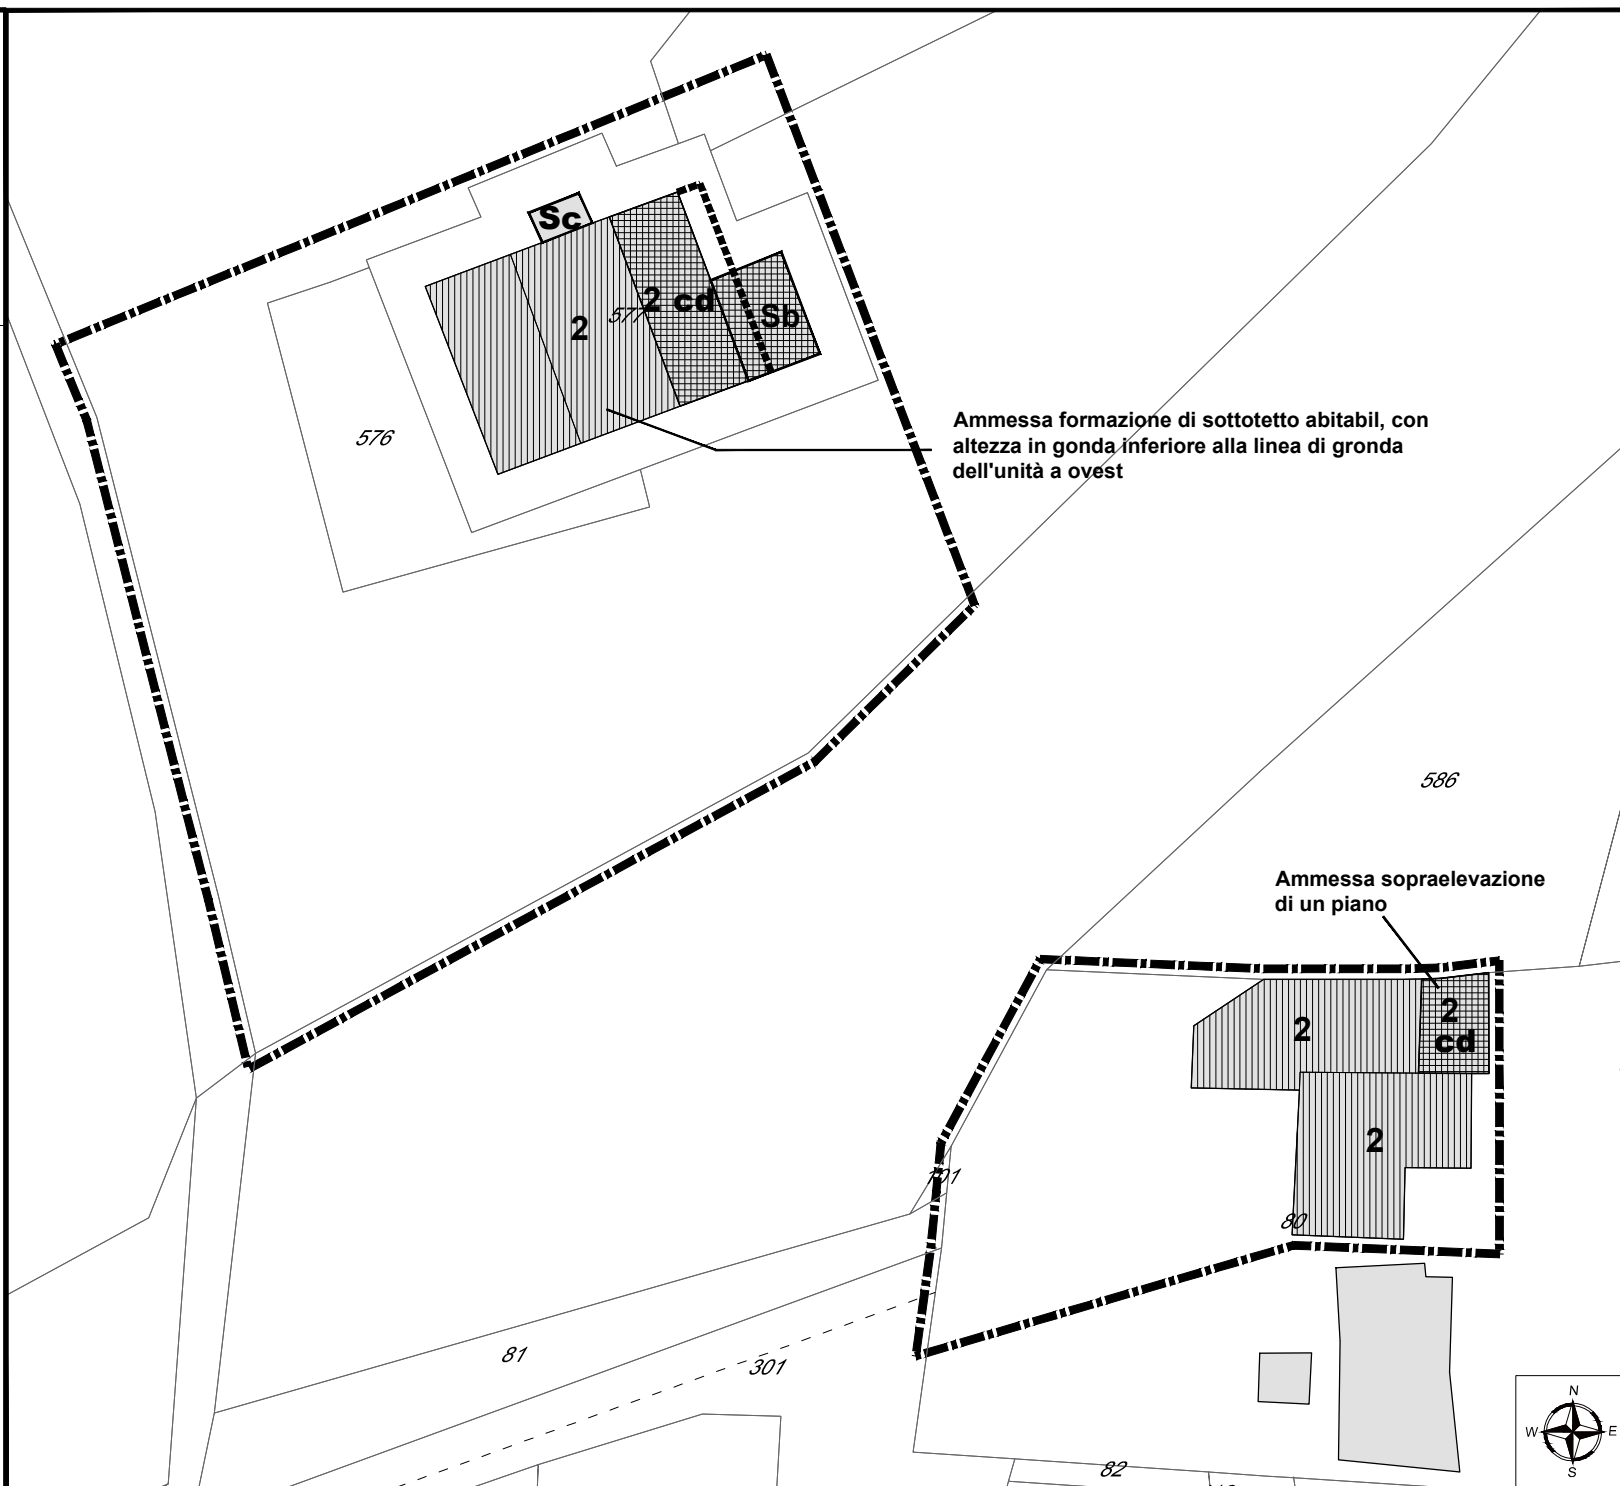 Sc
2 cd
577
2
Sb
576
Ammessa formazione di sottotetto abitabil, con
altezza in gonda inferiore alla linea di gronda
dell'unità a ovest
586
Ammessa sopraelevazione
di un piano
2
2
cd
2
101
80
81
301
82
N
W
E
S